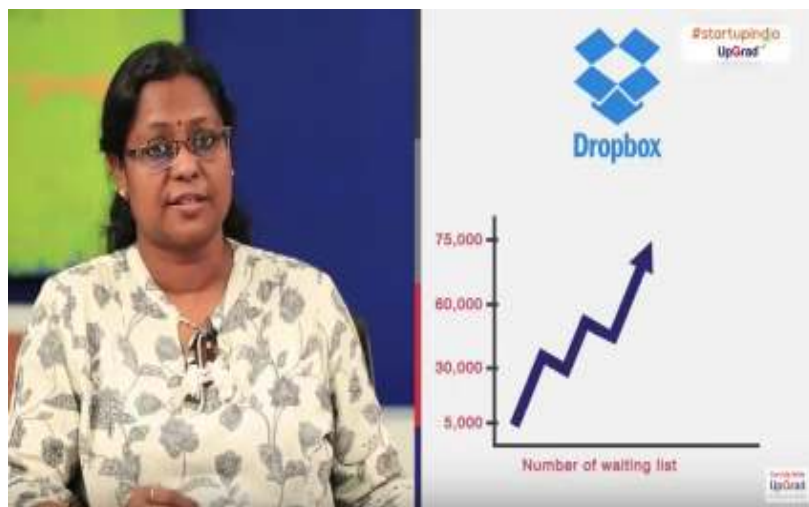 #startupindia
UpGrad
Dropbox
75,000
60,000
30,000
5,000
Number of waiting list
UpGrad